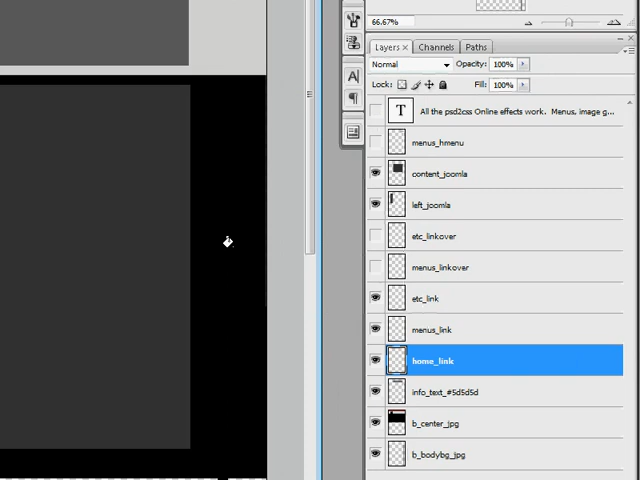 66.67%
Layers × Channels Paths
Normal Opacity: 100%
Lock: Fill: 100%
T All the psd2css Online effects work. Menus, image g...
menus_hmenu
content_joomla
left_joomla
etc_linkover
menus_linkover
etc_link
menus_link
home_link
info_text_#5d5d5d
b_center_jpg
b_bodybg_jpg
A